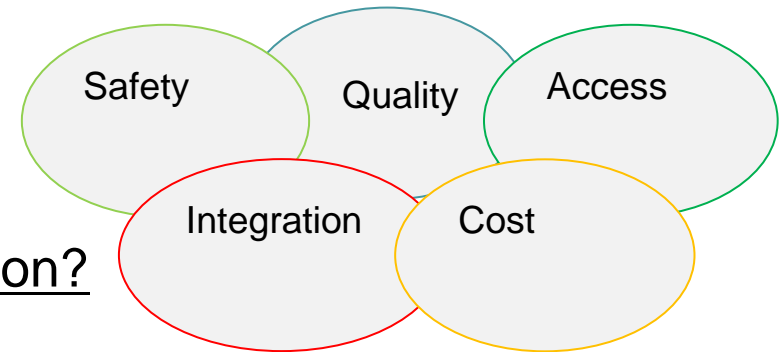 Safety
Quality
Access
Integration
Cost
on?